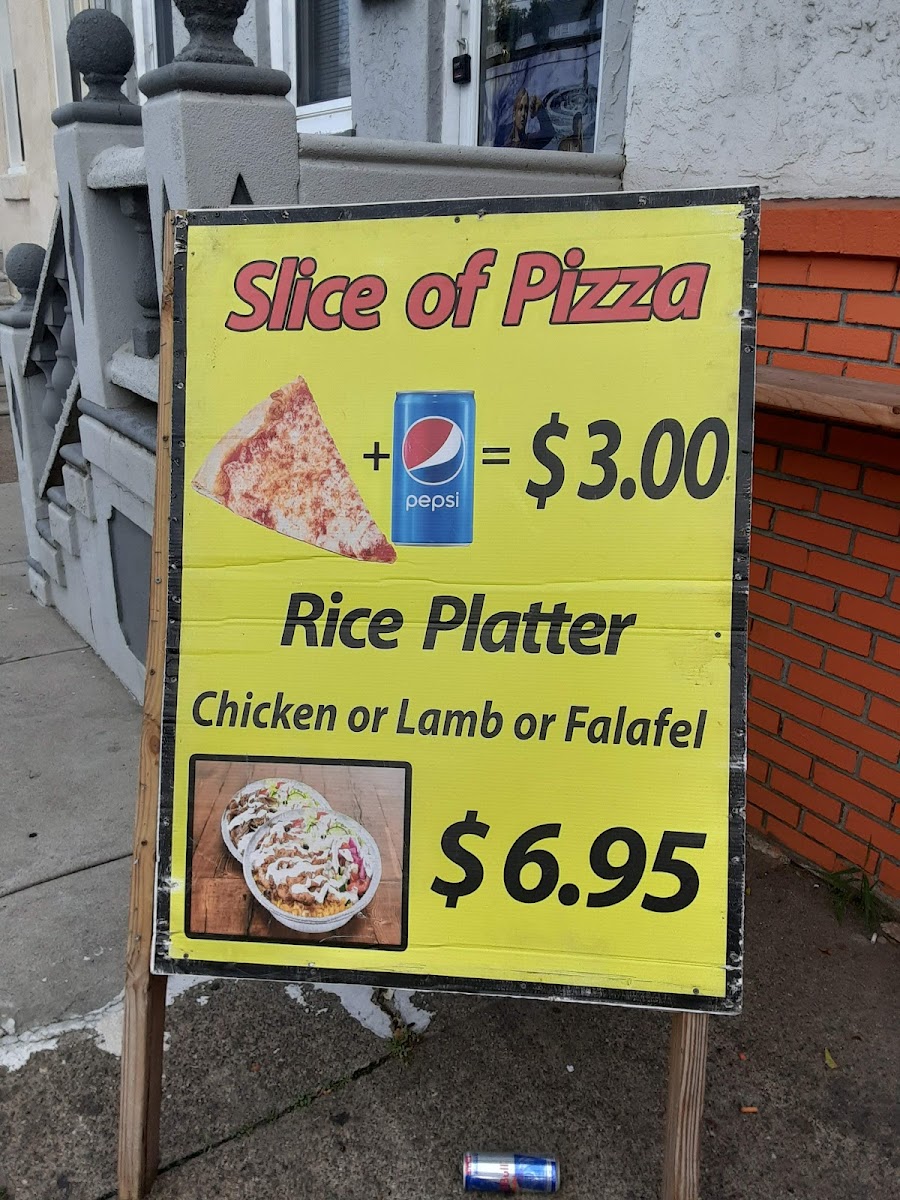 Slice of Pizza
+ pepsi = $3.00
Rice Platter
Chicken or Lamb or Falafel
$6.95